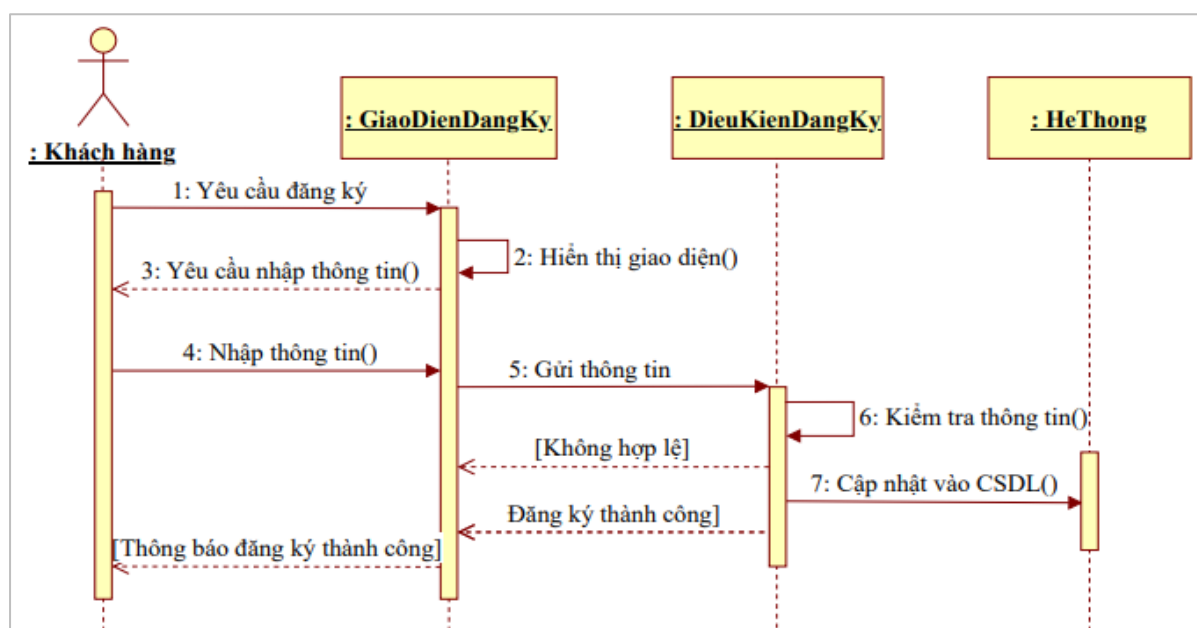 : GiaoDienDangKy
: DieuKienDangKy
: HeThong
: Khách hàng
1: Yêu cầu đăng ký
2: Hiển thị giao diện()
3: Yêu cầu nhập thông tin()
4: Nhập thông tin()
5: Gửi thông tin
6: Kiểm tra thông tin()
[Không hợp lệ]
7: Cập nhật vào CSDL()
Đăng ký thành công]
[Thông báo đăng ký thành công]